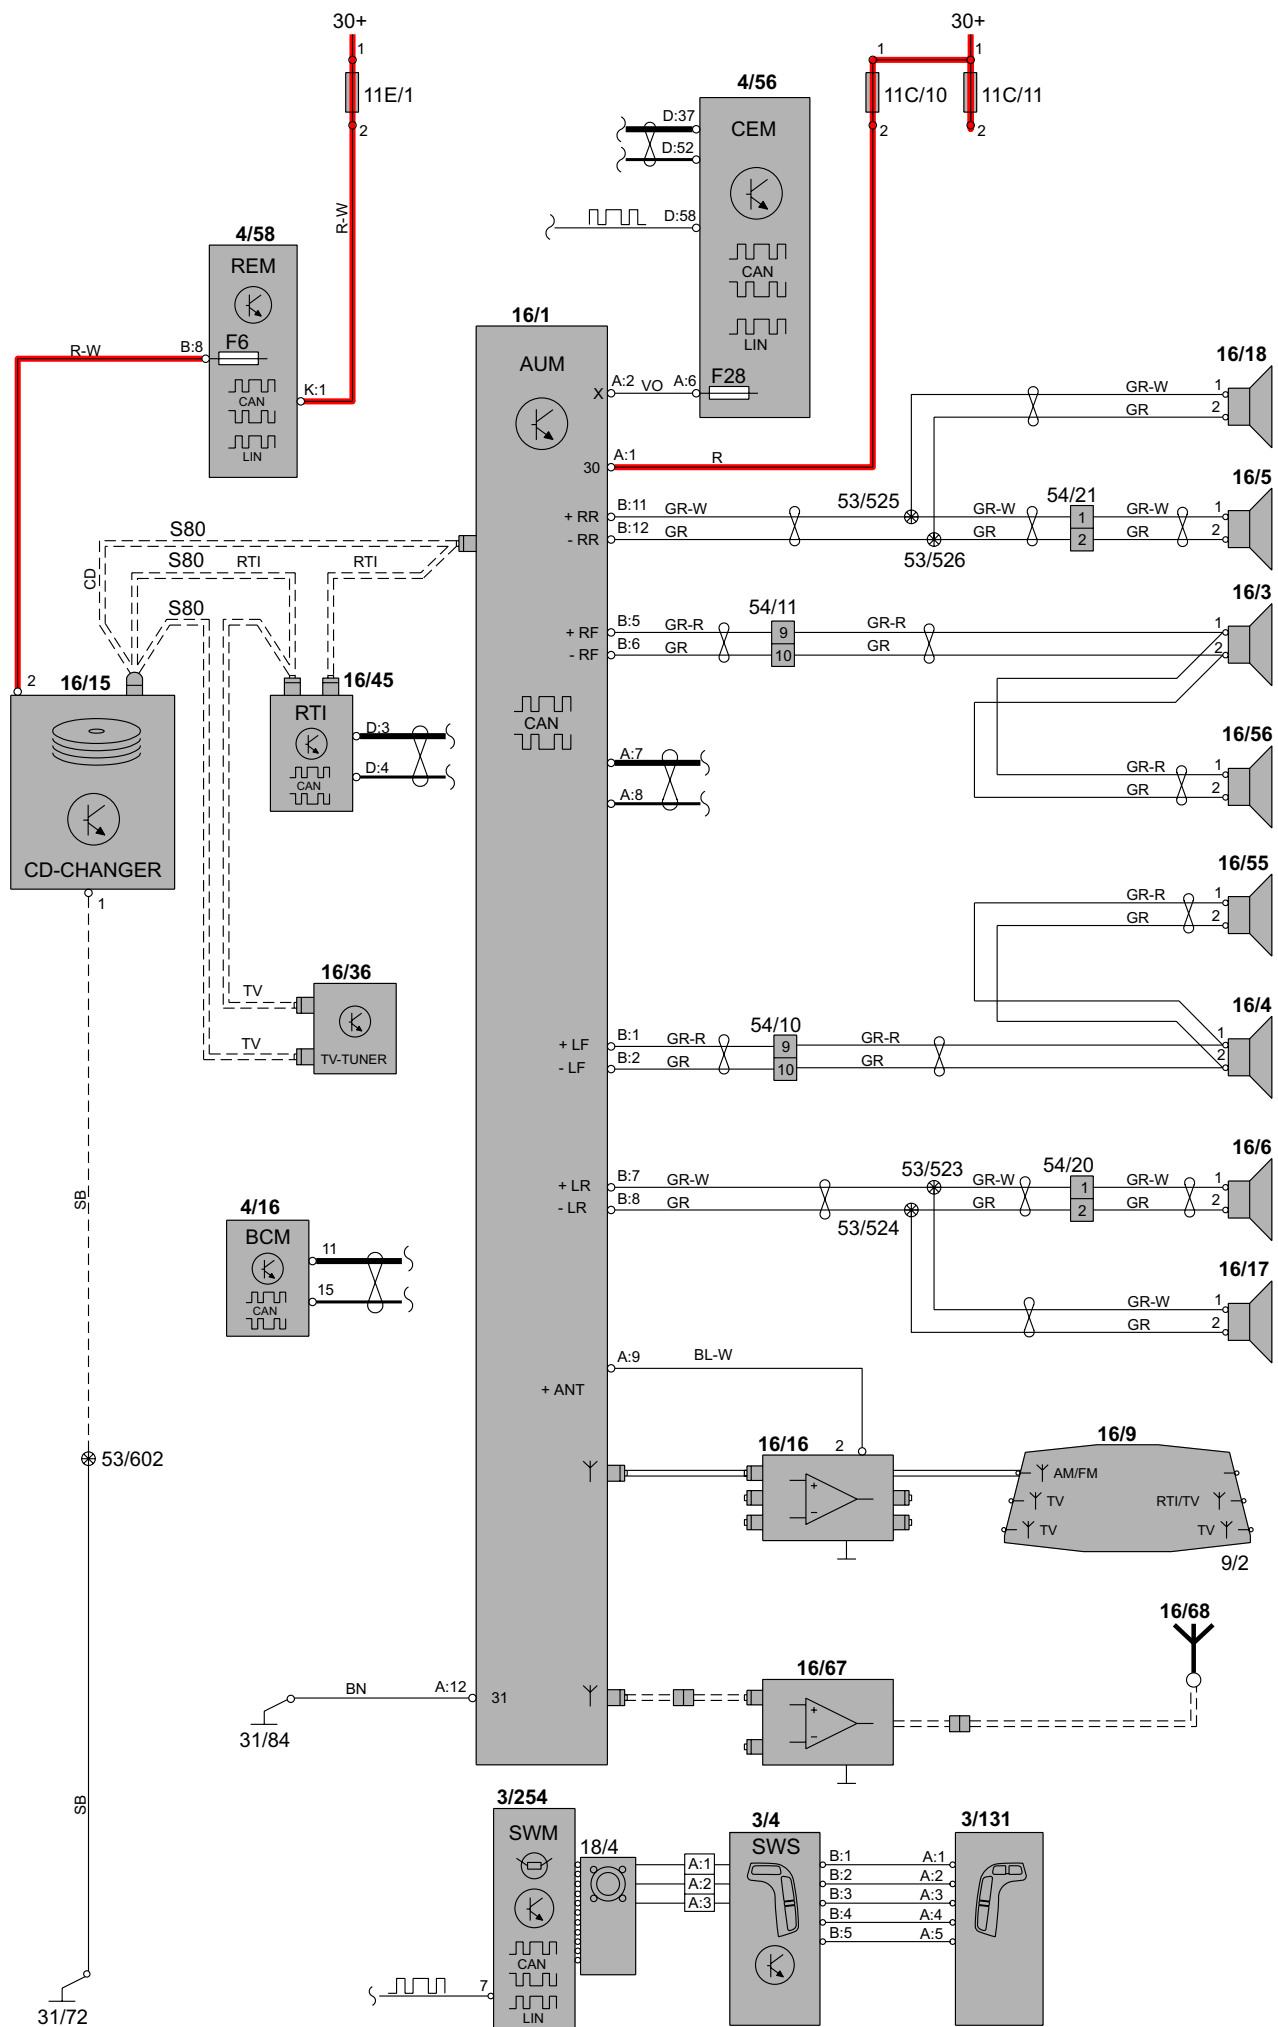 30+
1
11E/1
2
R-W
30+
1
1
11C/10
11C/11
2
2
4/56
CEM
D:37
D:52
D:58
CAN
LIN
A:6
F28
4/58
REM
F6
B:8
R-W
K:1
CAN
LIN
16/1
AUM
X
A:2
VO
30
A:1
R
+ RR
B:11
GR-W
- RR
B:12
GR
53/525
53/526
GR-W
GR
54/21
1
2
GR-W
GR
16/18
GR-W
1
GR
2
16/5
1
2
S80
S80
RTI
RTI
S80
CD
+ RF
B:5
GR-R
- RF
B:6
GR
54/11
9
10
GR-R
GR
16/3
1
2
2
16/15
CD-CHANGER
1
16/45
RTI
CAN
D:3
D:4
CAN
A:7
A:8
16/56
GR-R
1
GR
2
16/55
GR-R
1
GR
2
16/36
TV-TUNER
TV
TV
+ LF
B:1
GR-R
- LF
B:2
GR
54/10
9
10
GR-R
GR
16/4
1
2
SB
4/16
BCM
CAN
11
15
+ LR
B:7
GR-W
- LR
B:8
GR
53/523
53/524
GR-W
GR
54/20
1
2
GR-W
GR
16/6
1
2
16/17
GR-W
1
GR
2
A:9
BL-W
+ ANT
53/602
16/16
2
16/9
AM/FM
TV
RTI/TV
TV
TV
9/2
16/68
16/67
BN
A:12
31
31/84
SB
3/254
SWM
CAN
LIN
7
18/4
A:1
A:2
A:3
3/4
SWS
B:1
B:2
B:3
B:4
B:5
A:1
A:2
A:3
A:4
A:5
3/131
31/72